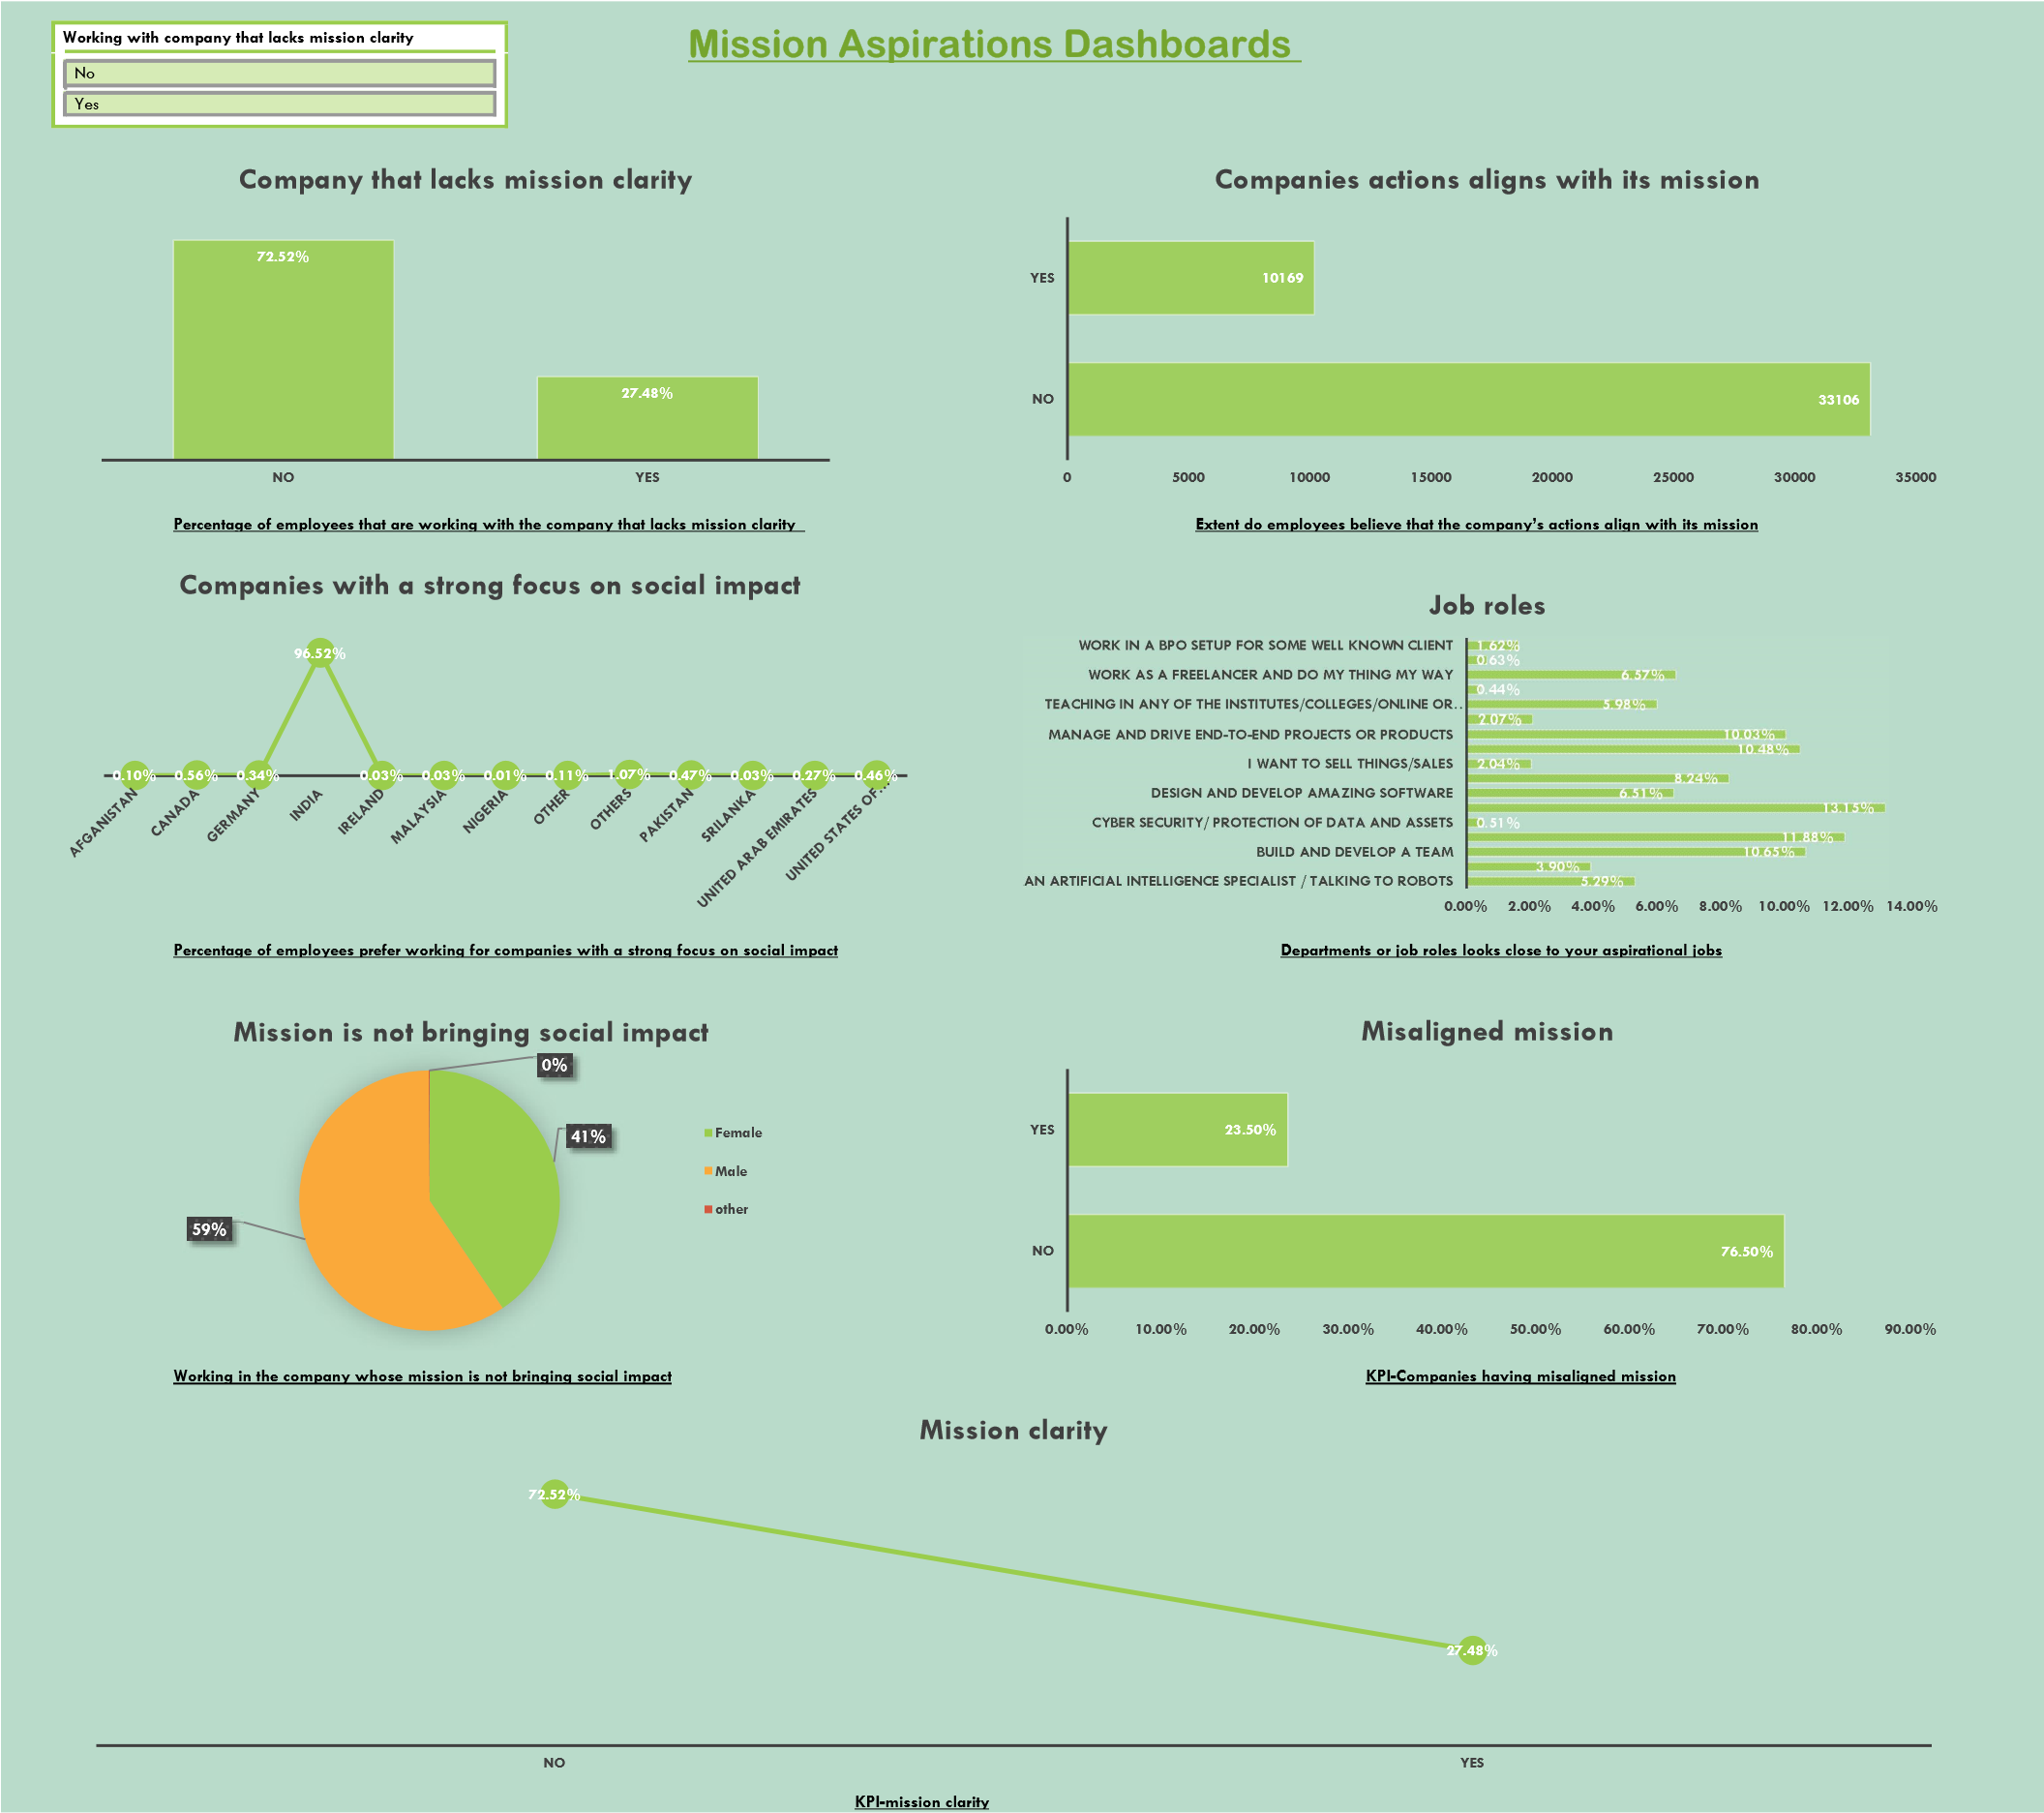 Mission Aspirations Dashboards
Working with company that lacks mission clarity
No
Yes
Company that lacks mission clarity
72.52%
27.48%
NO
YES
Percentage of employees that are working with the company that lacks mission clarity
Companies actions aligns with its mission
YES
10169
NO
33106
0 5000 10000 15000 20000 25000 30000 35000
Extent do employees believe that the company's actions align with its mission
Companies with a strong focus on social impact
96.52%
0.10% 0.56% 0.34% 0.03% 0.03% 0.01% 0.11% 1.07% 0.47% 0.03% 0.27% 0.46%
AFGANISTAN
CANADA
GERMANY
INDIA
IRELAND
MALAYSIA
NIGERIA
OTHER
OTHERS
PAKISTAN
SRILANKA
UNITED ARAB EMIRATES
UNITED STATES OF…
Percentage of employees prefer working for companies with a strong focus on social impact
Job roles
WORK IN A BPO SETUP FOR SOME WELL KNOWN CLIENT 1.62%
0.63%
WORK AS A FREELANCER AND DO MY THING MY WAY 6.57%
0.44%
TEACHING IN ANY OF THE INSTITUTES/COLLEGES/ONLINE OR… 5.98%
2.07%
MANAGE AND DRIVE END-TO-END PROJECTS OR PRODUCTS 10.03%
10.48%
I WANT TO SELL THINGS/SALES 2.04%
8.24%
DESIGN AND DEVELOP AMAZING SOFTWARE 6.51%
13.15%
CYBER SECURITY/ PROTECTION OF DATA AND ASSETS 0.51%
11.88%
BUILD AND DEVELOP A TEAM 10.65%
3.90%
AN ARTIFICIAL INTELLIGENCE SPECIALIST / TALKING TO ROBOTS 5.29%
0.00% 2.00% 4.00% 6.00% 8.00% 10.00% 12.00% 14.00%
Departments or job roles looks close to your aspirational jobs
Mission is not bringing social impact
0%
41%
59%
Female
Male
other
Working in the company whose mission is not bringing social impact
Misaligned mission
YES
23.50%
NO
76.50%
0.00% 10.00% 20.00% 30.00% 40.00% 50.00% 60.00% 70.00% 80.00% 90.00%
KPI-Companies having misaligned mission
Mission clarity
72.52%
27.48%
NO
YES
KPI-mission clarity